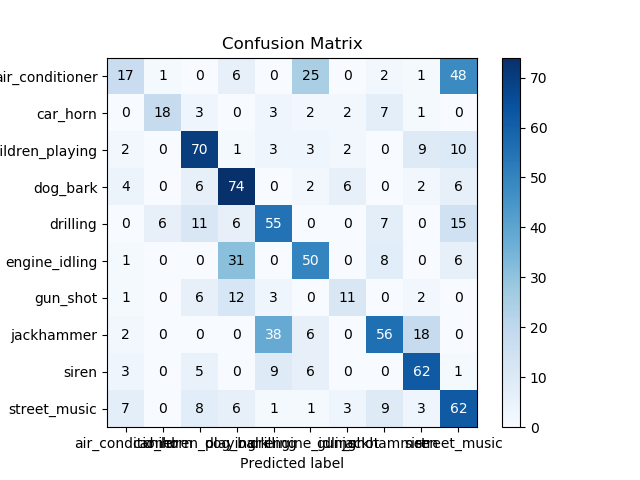 Confusion Matrix
air_conditioner 17 1 0 6 0 25 0 2 1 48
car_horn 0 18 3 0 3 2 2 7 1 0
ildren_playing 2 0 70 1 3 3 2 0 9 10
dog_bark 4 0 6 74 0 2 6 0 2 6
drilling 0 6 11 6 55 0 0 7 0 15
engine_idling 1 0 0 31 0 50 0 8 0 6
gun_shot 1 0 6 12 3 0 11 0 2 0
jackhammer 2 0 0 0 38 6 0 56 18 0
siren 3 0 5 0 9 6 0 0 62 1
street_music 7 0 8 6 1 1 3 9 3 62
street_music
Predicted label
70
60
50
40
30
20
10
0